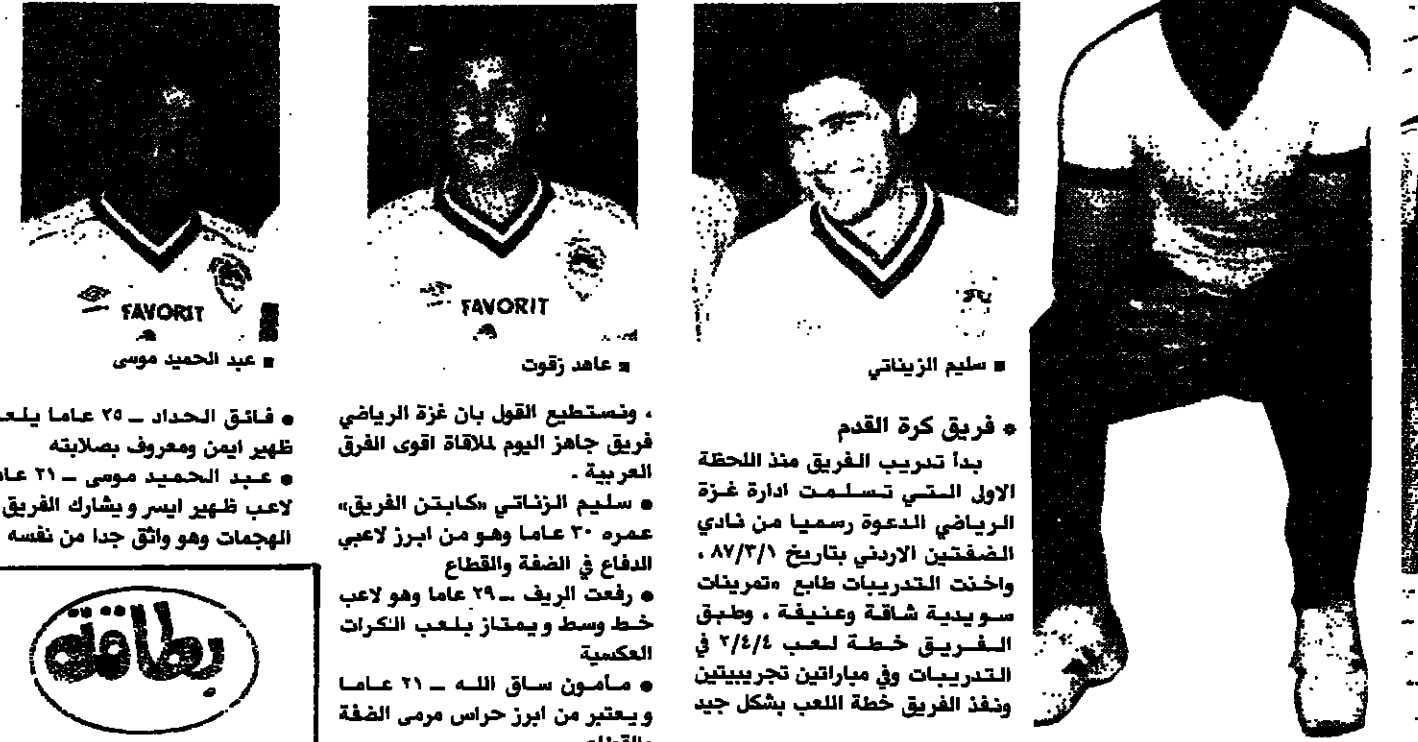 FAVORIT
FAVORIT
■ سليم الزيناتي
■ عاهد زقوت
■ عبد الحميد موسى
* فريق كرة القدم
بدأ تدريب الفريق منذ اللحظة
الاولى التي تسلمت ادارة غزة
الرياضي الدعوة رسميا من نادي
الضفتين الاردني بتاريخ ٨٧/٣/١ ،
واخذت التدريبات طابع «تمرينات
سويدية شاقة وعنيفة ، وطبق
الفريق خطة لعب ٢/٤/٤ في
التدريبات وفي مباراتين تجريبيتين
ونفذ الفريق خطة اللعب بشكل جيد
، ونستطيع القول بان غزة الرياضي
فريق جاهز اليوم لملاقاة اقوى الفرق
العربية .
● سليم الزناتي «كابتن الفريق»
عمره ٣٠ عاما وهو من ابرز لاعبي
الدفاع في الضفة والقطاع
● رفعت الريف ــ ٢٩ عاما وهو لاعب
خط وسط ويمتاز بلعب الكرات
العكسية
● مأمون ساق الله ــ ٢١ عاما
ويعتبر من ابرز حراس مرمى الضفة
● فائق الحداد ــ ٢٥ عاما يلعب
ظهير ايمن ومعروف بصلابته
● عبد الحميد موسى ــ ٢١ عاما
لاعب ظهير ايسر ويشارك الفريق
الهجمات وهو واثق جدا من نفسه
بطاقة